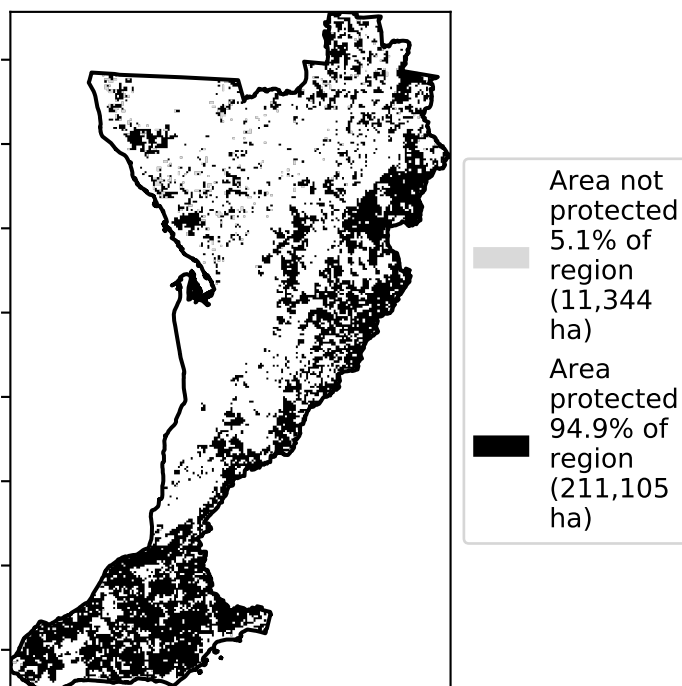 Area not
protected
5.1% of
region
(11,344
ha)
Area
protected
94.9% of
region
(211,105
ha)